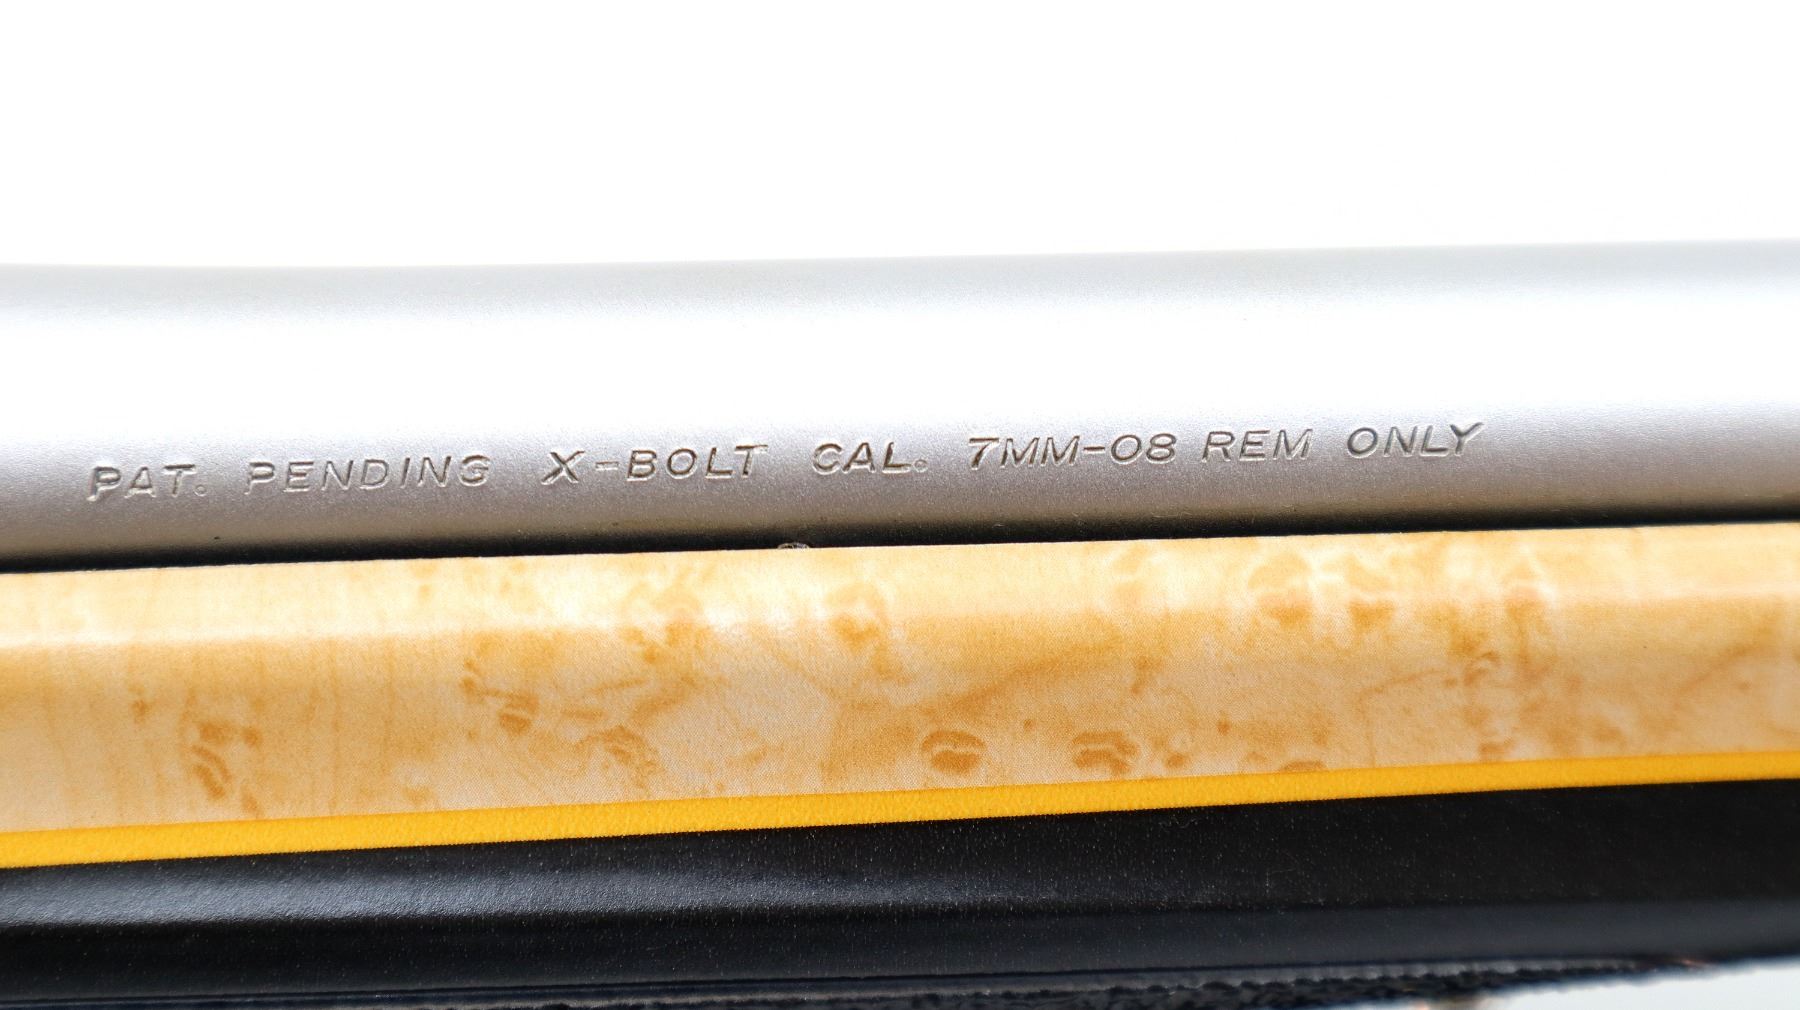 PAT. PENDING X-BOLT CAL. 7MM-08 REM ONLY